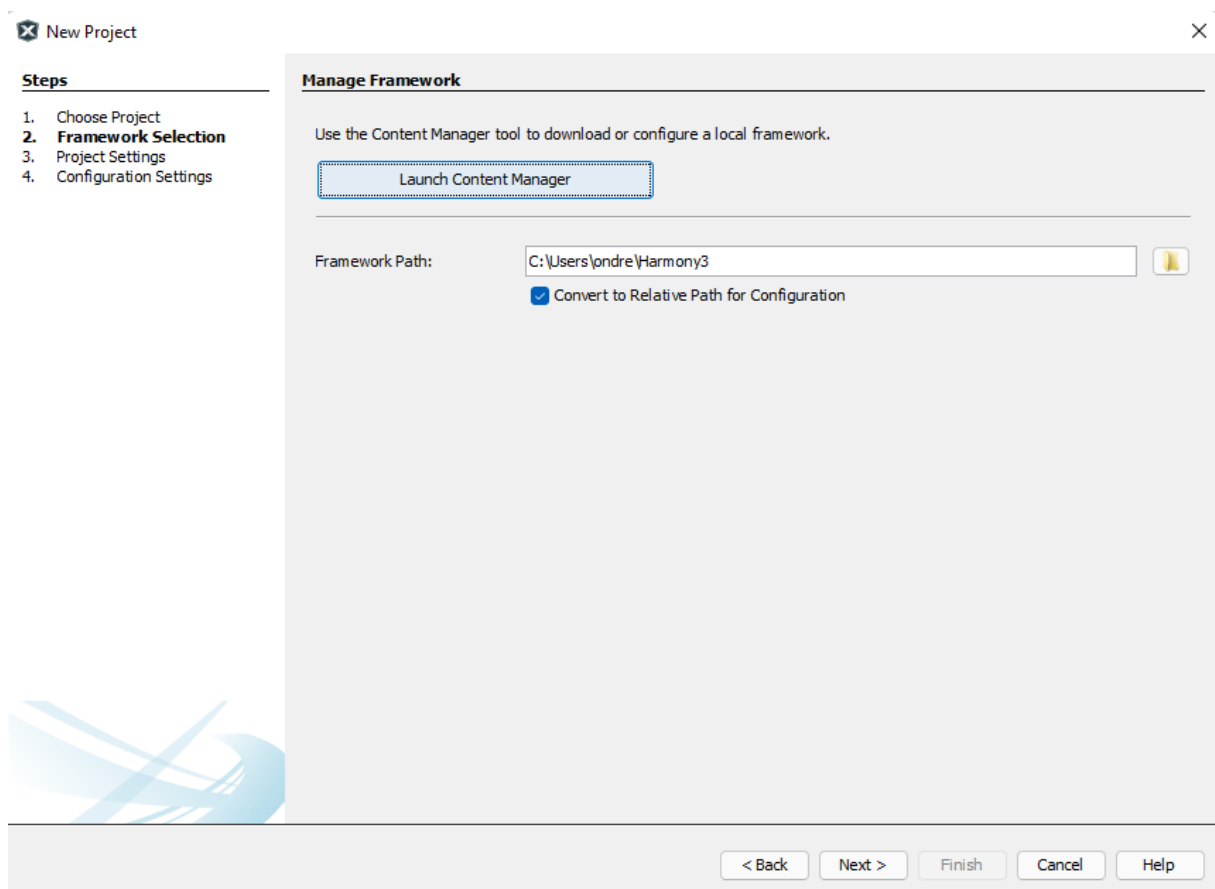 New Project
Steps
1. Choose Project
2. Framework Selection
3. Project Settings
4. Configuration Settings
Manage Framework
Use the Content Manager tool to download or configure a local framework.
Launch Content Manager
Framework Path: C:\Users\ondre\Harmony3
Convert to Relative Path for Configuration
< Back Next > Finish Cancel Help